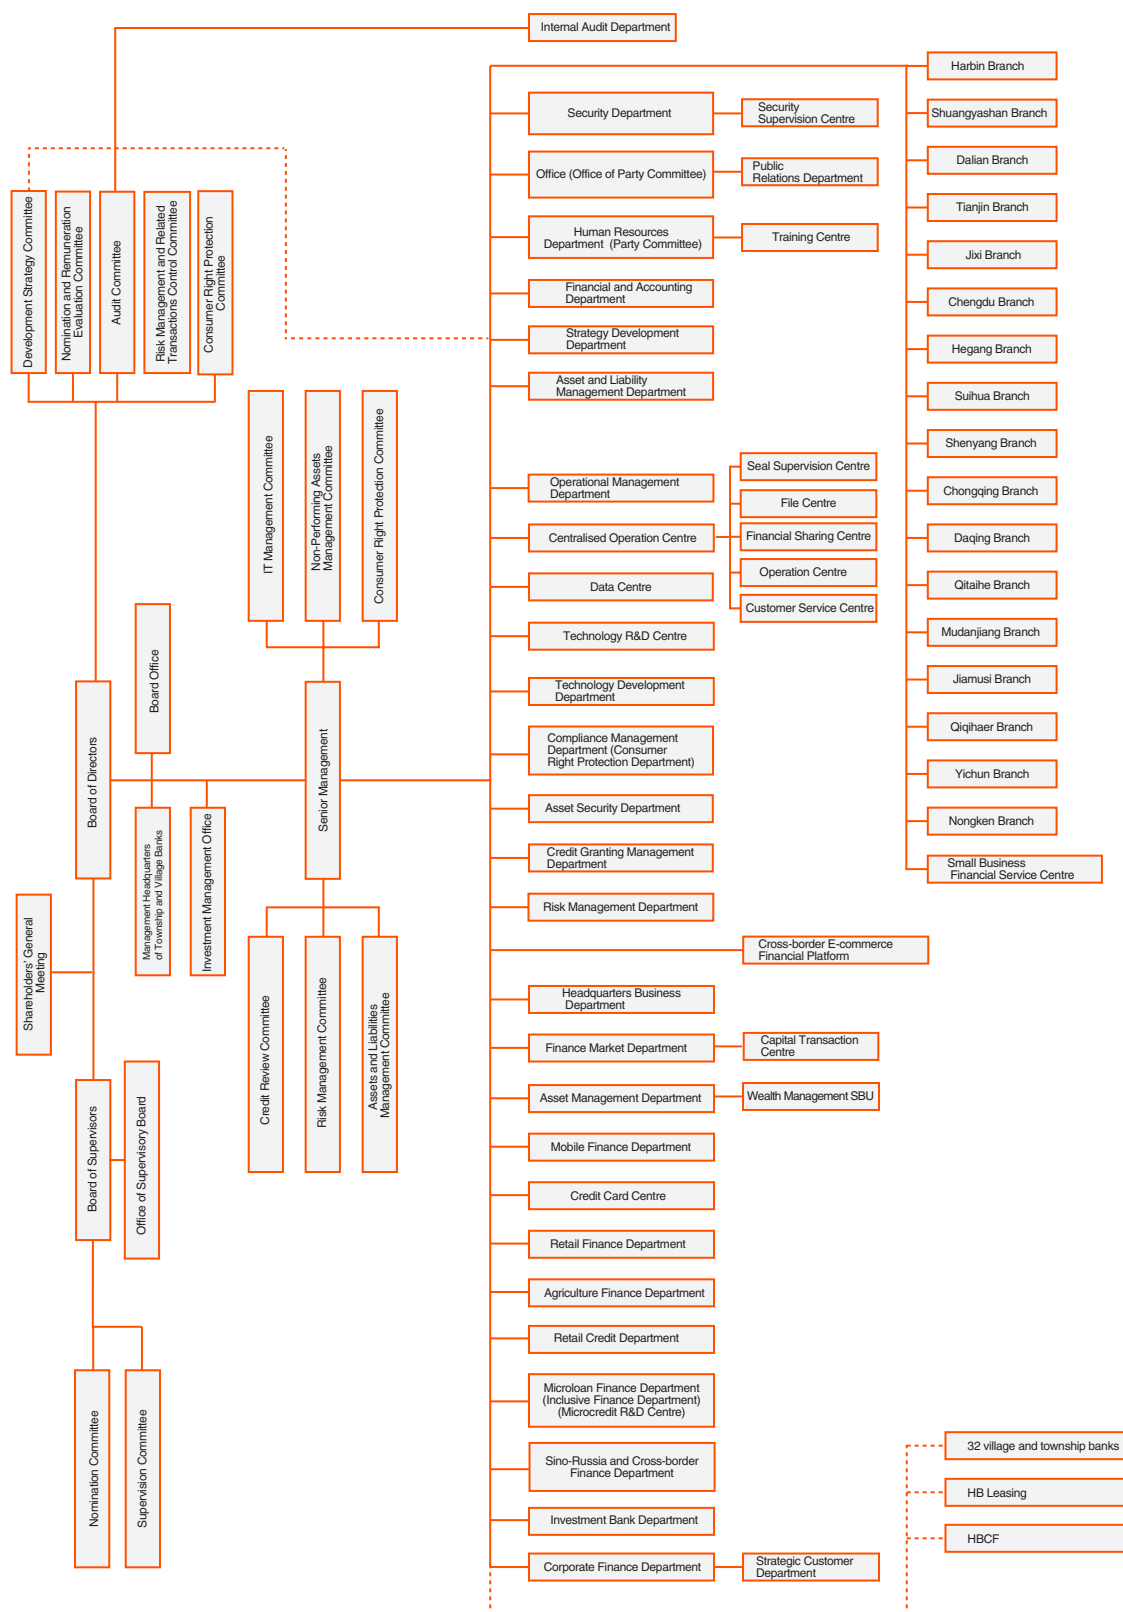 Internal Audit Department
Development Strategy Committee
Nomination and Remuneration
Evaluation Committee
Audit Committee
Risk Management and Related
Transactions Control Committee
Consumer Right Protection
Committee
IT Management Committee
Non-Performing Assets
Management Committee
Consumer Right Protection Committee
Board Office
Board of Directors
Senior Management
Management Headquarters
of Township and Village Banks
Investment Management Office
Shareholders' General
Meeting
Credit Review Committee
Risk Management Committee
Assets and Liabilities
Management Committee
Board of Supervisors
Office of Supervisory Board
Nomination Committee
Supervision Committee
Security Department
Security
Supervision Centre
Office (Office of Party Committee)
Public
Relations Department
Human Resources
Department (Party Committee)
Training Centre
Financial and Accounting
Department
Strategy Development
Department
Asset and Liability
Management Department
Operational Management
Department
Centralised Operation Centre
Seal Supervision Centre
File Centre
Financial Sharing Centre
Operation Centre
Customer Service Centre
Data Centre
Technology R&D Centre
Technology Development
Department
Compliance Management
Department (Consumer
Right Protection Department)
Asset Security Department
Credit Granting Management
Department
Risk Management Department
Cross-border E-commerce
Financial Platform
Headquarters Business
Department
Finance Market Department
Capital Transaction
Centre
Asset Management Department
Wealth Management SBU
Mobile Finance Department
Credit Card Centre
Retail Finance Department
Agriculture Finance Department
Retail Credit Department
Microloan Finance Department
(Inclusive Finance Department)
(Microcredit R&D Centre)
Sino-Russia and Cross-border
Finance Department
Investment Bank Department
Corporate Finance Department
Strategic Customer
Department
Harbin Branch
Shuangyashan Branch
Dalian Branch
Tianjin Branch
Jixi Branch
Chengdu Branch
Hegang Branch
Suihua Branch
Shenyang Branch
Chongqing Branch
Daqing Branch
Qitaihe Branch
Mudanjiang Branch
Jiamusi Branch
Qiqihaer Branch
Yichun Branch
Nongken Branch
Small Business
Financial Service Centre
32 village and township banks
HB Leasing
HBCF